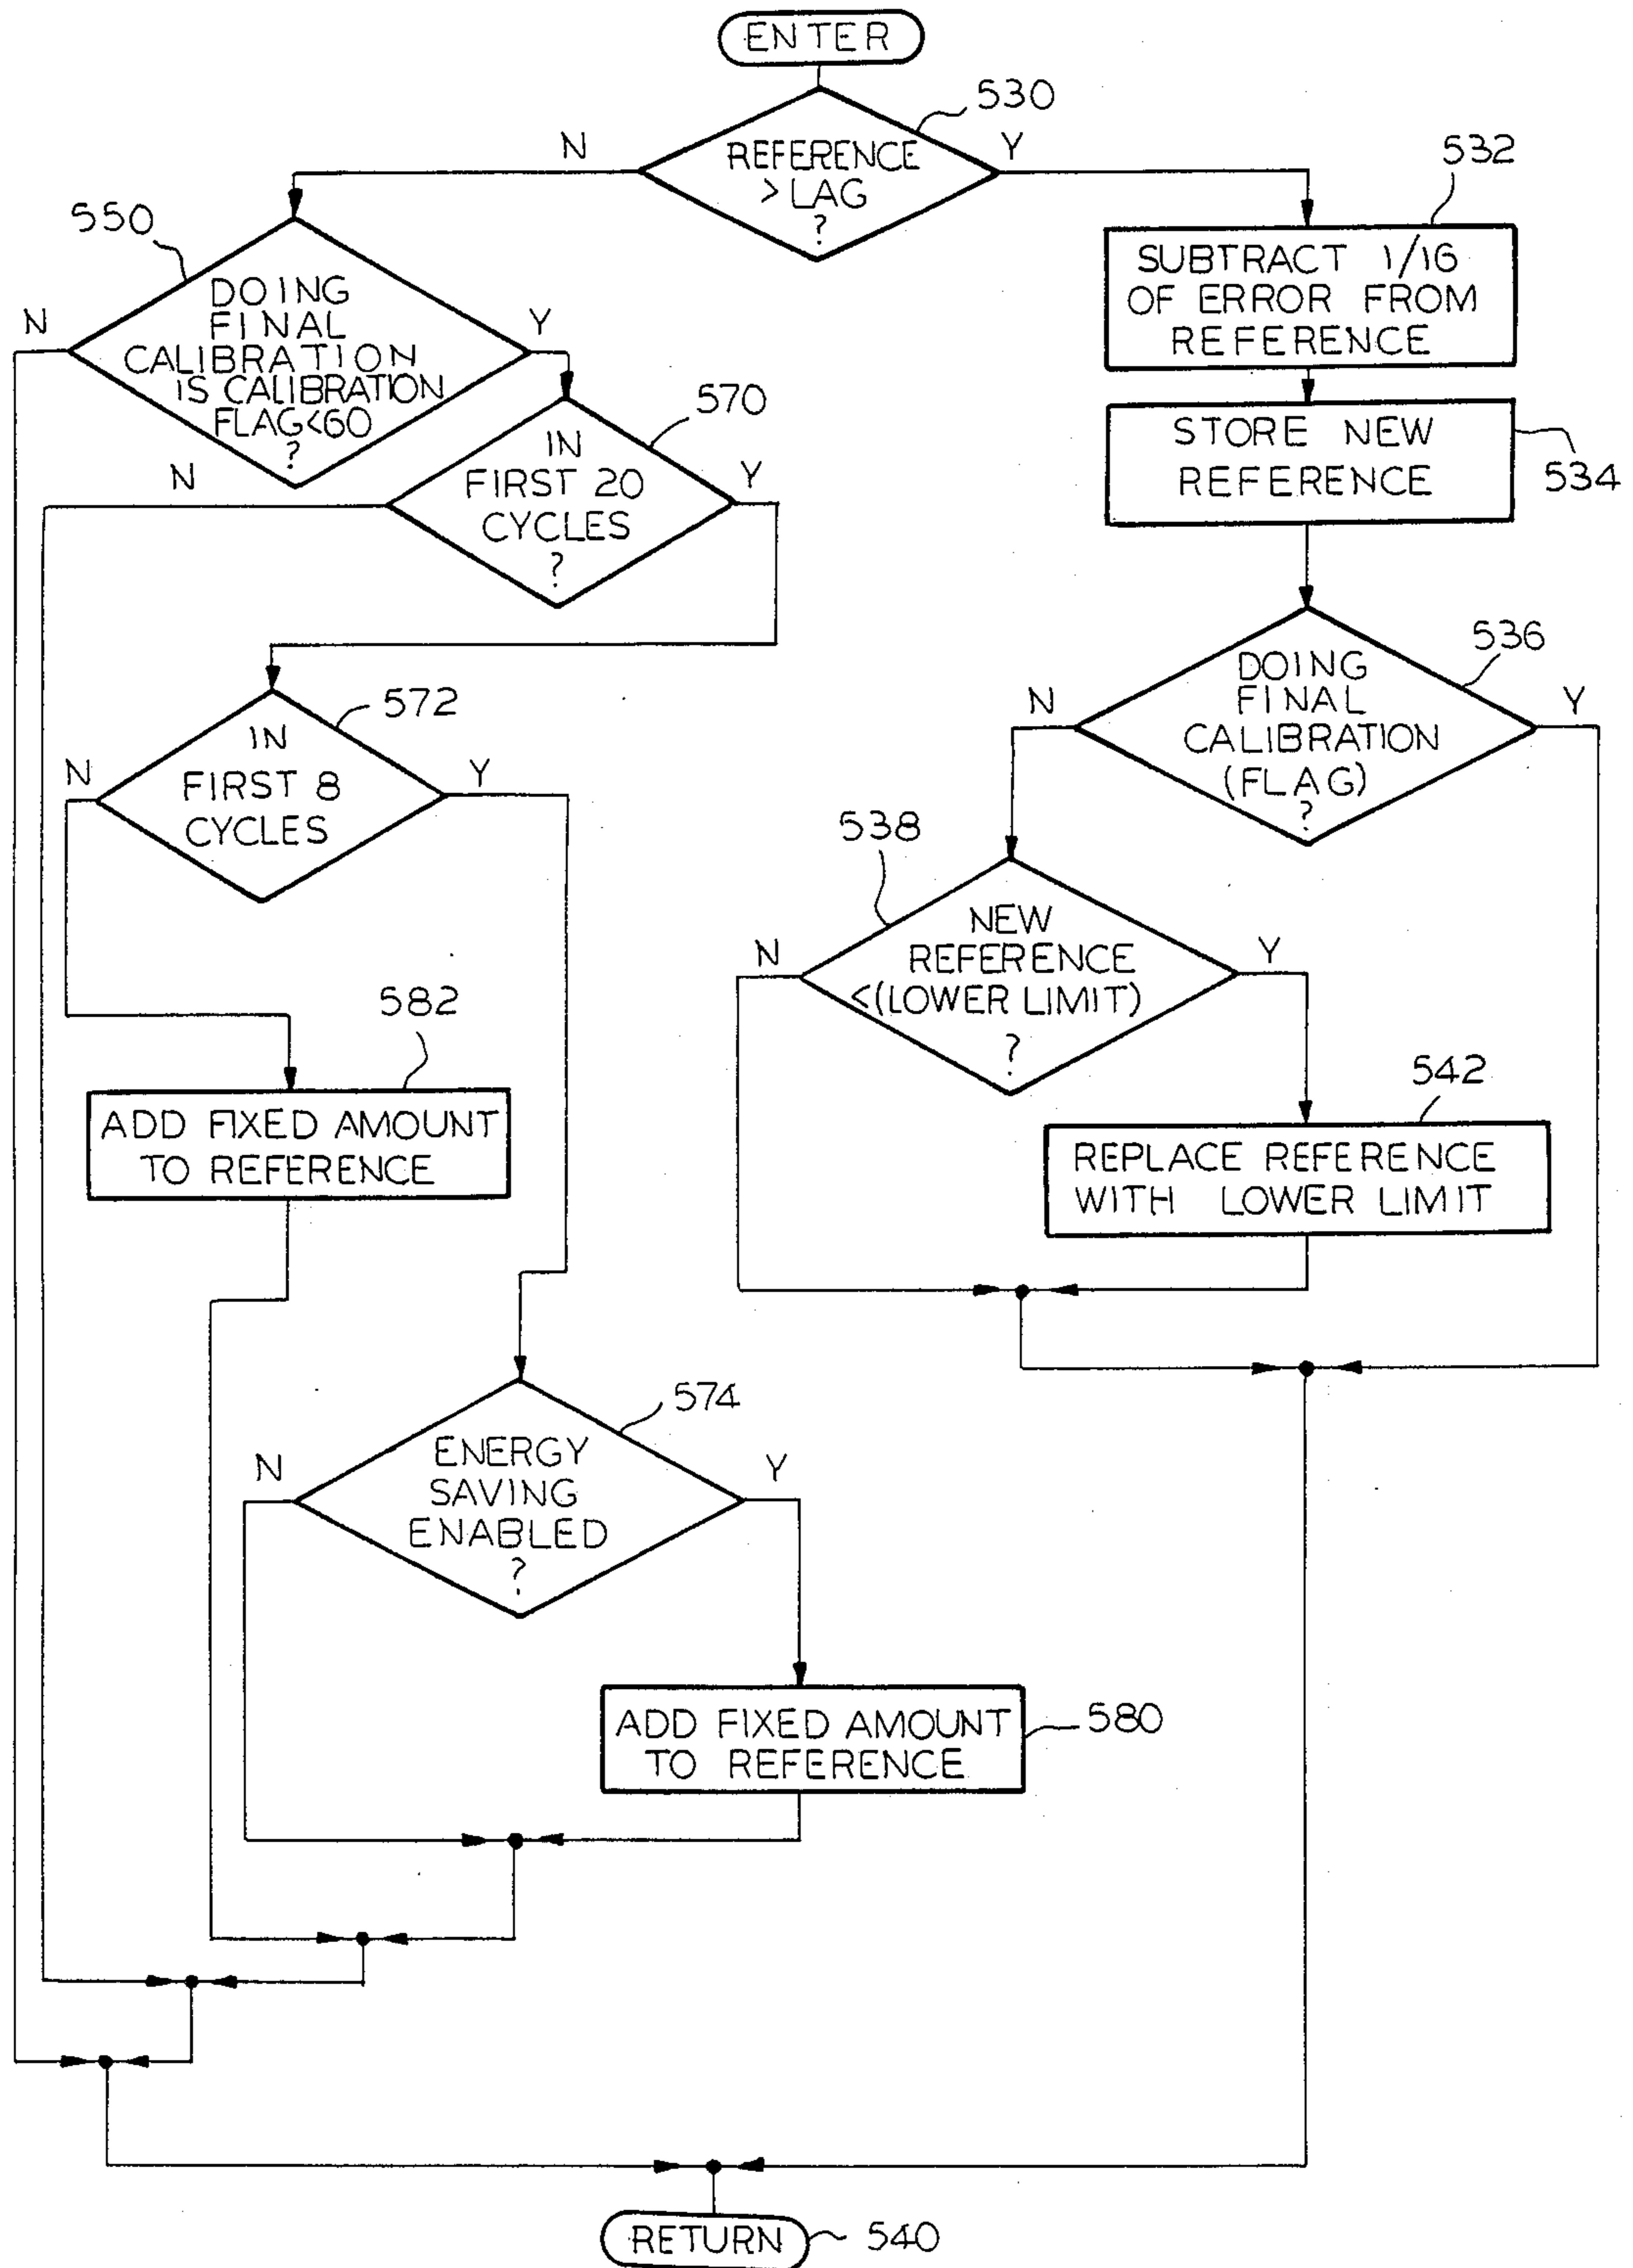 ENTER
530
N
REFERENCE
Y
> LAG
?
532
SUBTRACT 1/16
OF ERROR FROM
REFERENCE
550
DOING
FINAL
CALIBRATION
IS CALIBRATION
FLAG<60
?
N
Y
570
IN
FIRST 20
CYCLES
?
N
Y
STORE NEW
REFERENCE
534
536
DOING
FINAL
CALIBRATION
(FLAG)
?
N
Y
572
IN
FIRST 8
CYCLES
N
Y
538
NEW
REFERENCE
<(LOWER LIMIT)
?
N
Y
582
ADD FIXED AMOUNT
TO REFERENCE
542
REPLACE REFERENCE
WITH LOWER LIMIT
574
ENERGY
SAVING
ENABLED
?
N
Y
ADD FIXED AMOUNT
TO REFERENCE
580
RETURN
540